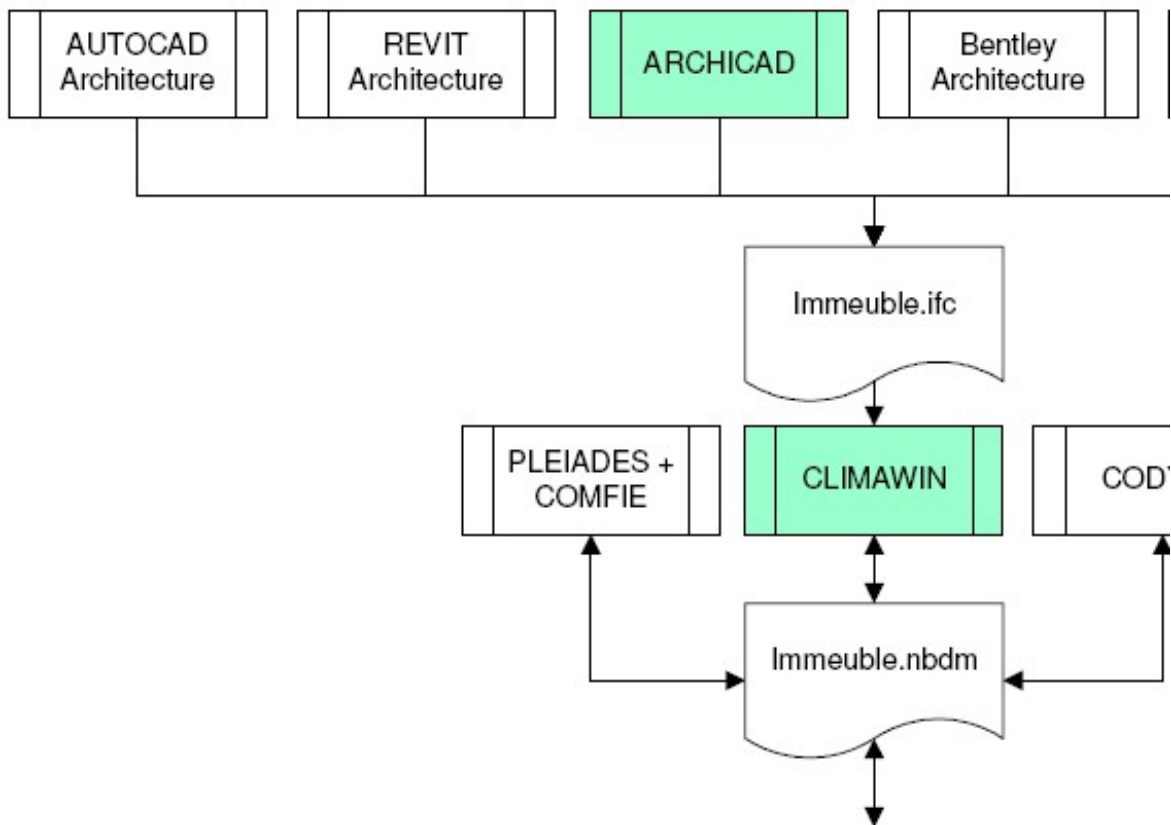 AUTOCAD
Architecture
REVIT
Architecture
ARCHICAD
Bentley
Architecture
Immeuble.ifc
PLEIADES +
COMFIE
CLIMAWIN
Immeuble.nbdm